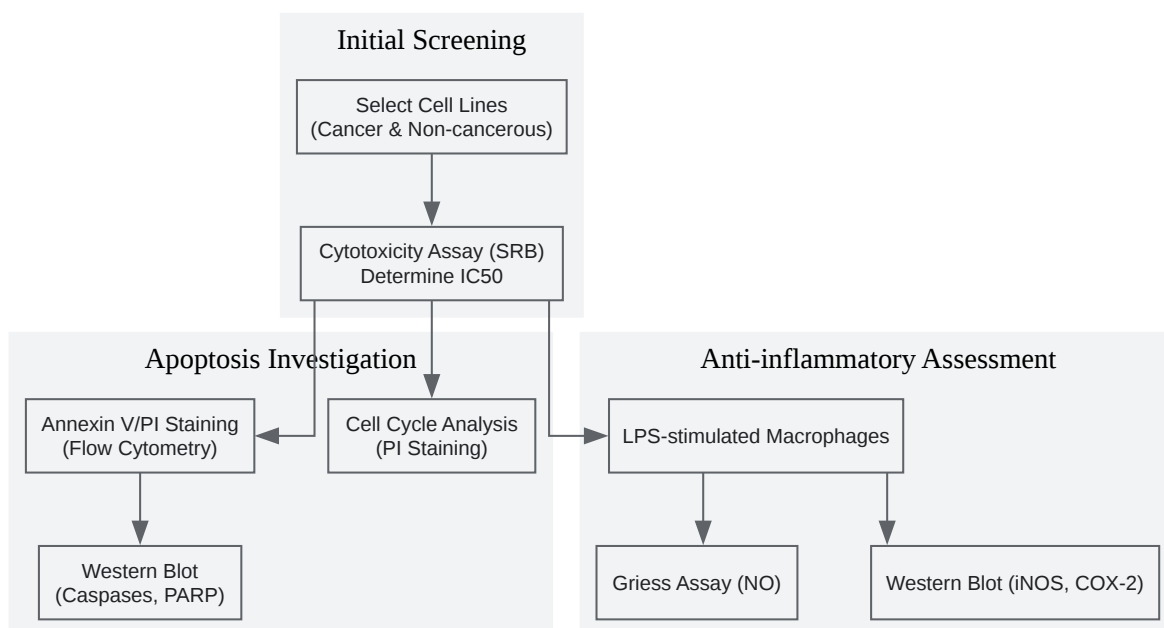 Initial Screening
Select Cell Lines
(Cancer & Non-cancerous)
Cytotoxicity Assay (SRB)
Determine IC50
Apoptosis Investigation
Annexin V/PI Staining
(Flow Cytometry)
Cell Cycle Analysis
(PI Staining)
Western Blot
(Caspases, PARP)
Anti-inflammatory Assessment
LPS-stimulated Macrophages
Griess Assay (NO)
Western Blot (iNOS, COX-2)